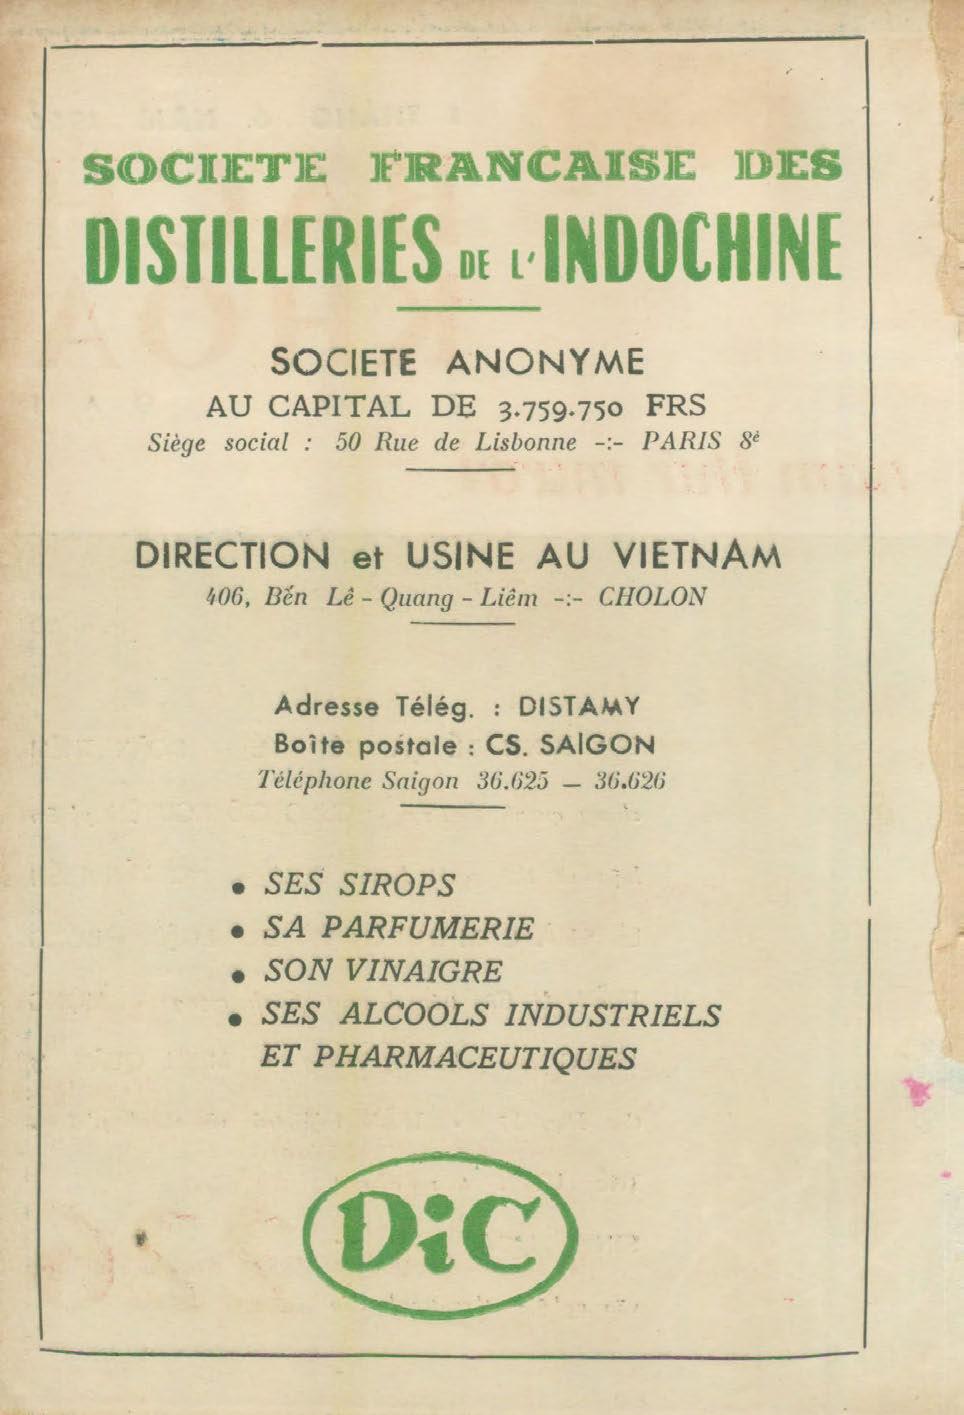 SOCIETE FRANCAISE DES
DISTILLERIES DE L'INDOCHINE
SOCIETE ANONYME
AU CAPITAL DE 3.759.750 FRS
Siège social : 50 Rue de Lisbonne -:- PARIS 8è
DIRECTION et USINE AU VIETNAM
406, Bến Lê - Quang - Liêm -:- CHOLON
Adresse Télég. : DISTAMY
Boîte postale : CS. SAIGON
Téléphone Saigon 36.625 — 36.626
• SES SIROPS
• SA PARFUMERIE
• SON VINAIGRE
• SES ALCOOLS INDUSTRIELS
ET PHARMACEUTIQUES
DiC